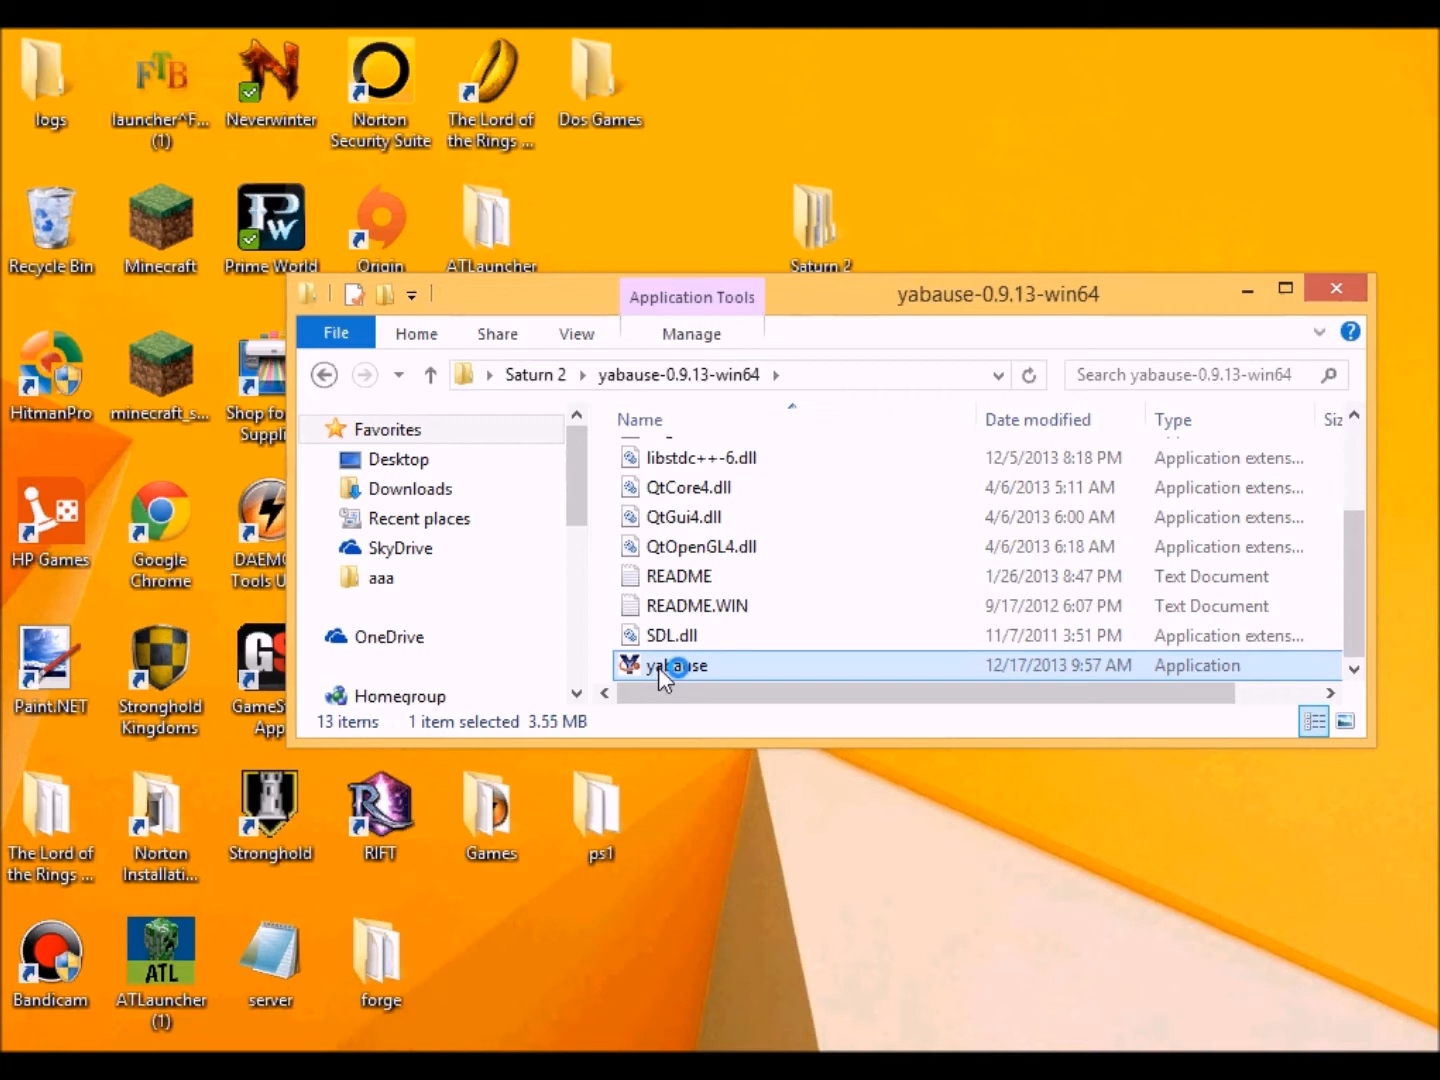 logs
launcher^F...
(1)
Neverwinter
Norton
Security Suite
The Lord of
the Rings ...
Dos Games
Recycle Bin
Minecraft
Prime World
Origin
ATLauncher
Saturn 2
HitmanPro
minecraft_s...
Shop fo
Suppli
HP Games
Google
Chrome
DAEMO
Tools U
Paint.NET
Stronghold
Kingdoms
GameS
App
The Lord of
the Rings ...
Norton
Installati...
Stronghold
RIFT
Games
ps1
Bandicam
ATL
ATLauncher
(1)
server
forge
FTB
PW
GS
Application Tools
yabause-0.9.13-win64
File
Home
Share
View
Manage
Saturn 2
yabause-0.9.13-win64
Search yabause-0.9.13-win64
Favorites
Desktop
Downloads
Recent places
SkyDrive
aaa
OneDrive
Homegroup
Name Date modified Type Siz
libstdc++-6.dll 12/5/2013 8:18 PM Application extens...
QtCore4.dll 4/6/2013 5:11 AM Application extens...
QtGui4.dll 4/6/2013 6:00 AM Application extens...
QtOpenGL4.dll 4/6/2013 6:18 AM Application extens...
README 1/26/2013 8:47 PM Text Document
README.WIN 9/17/2012 6:07 PM Text Document
SDL.dll 11/7/2011 3:51 PM Application extens...
yabause 12/17/2013 9:57 AM Application
13 items 1 item selected 3.55 MB